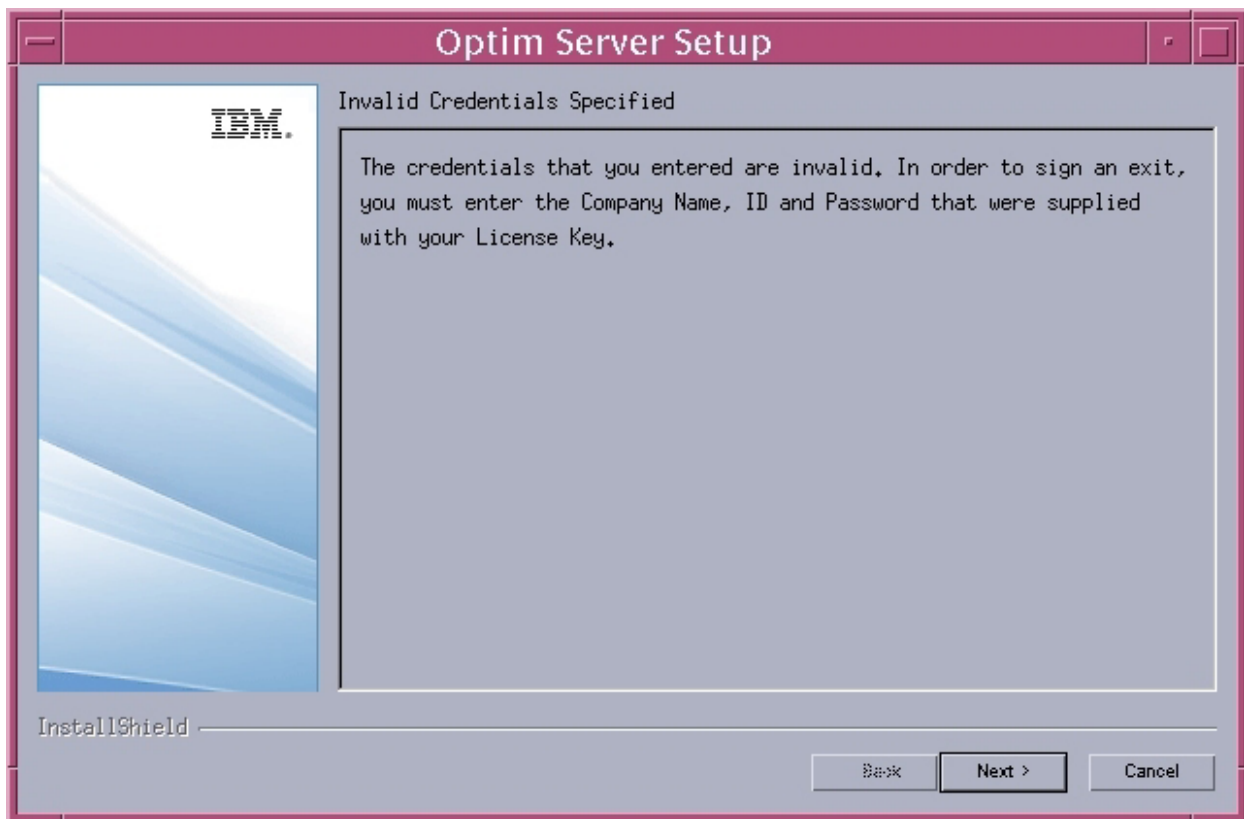 Optim Server Setup
IBM.
Invalid Credentials Specified
The credentials that you entered are invalid. In order to sign an exit,
you must enter the Company Name, ID and Password that were supplied
with your License Key.
InstallShield
Back
Next >
Cancel